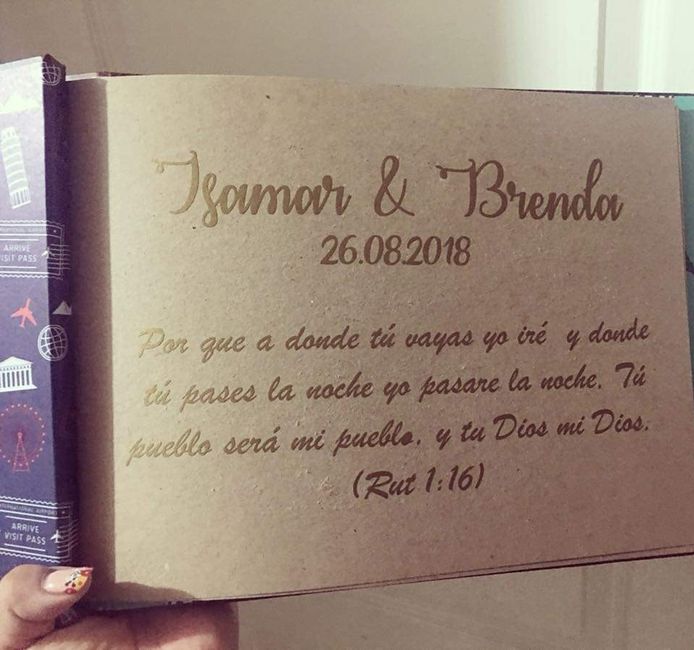 Isamar & Brenda
26.08.2018
Por que a donde tú vayas yo iré y donde
tú pases la noche yo pasare la noche. Tú
pueblo será mi pueblo. y tu Dios mi Dios.
(Rut 1:16)
ARRIVE
VISIT PASS
INTERNATIONAL AIRPORT
ARRIVE
VISIT PASS